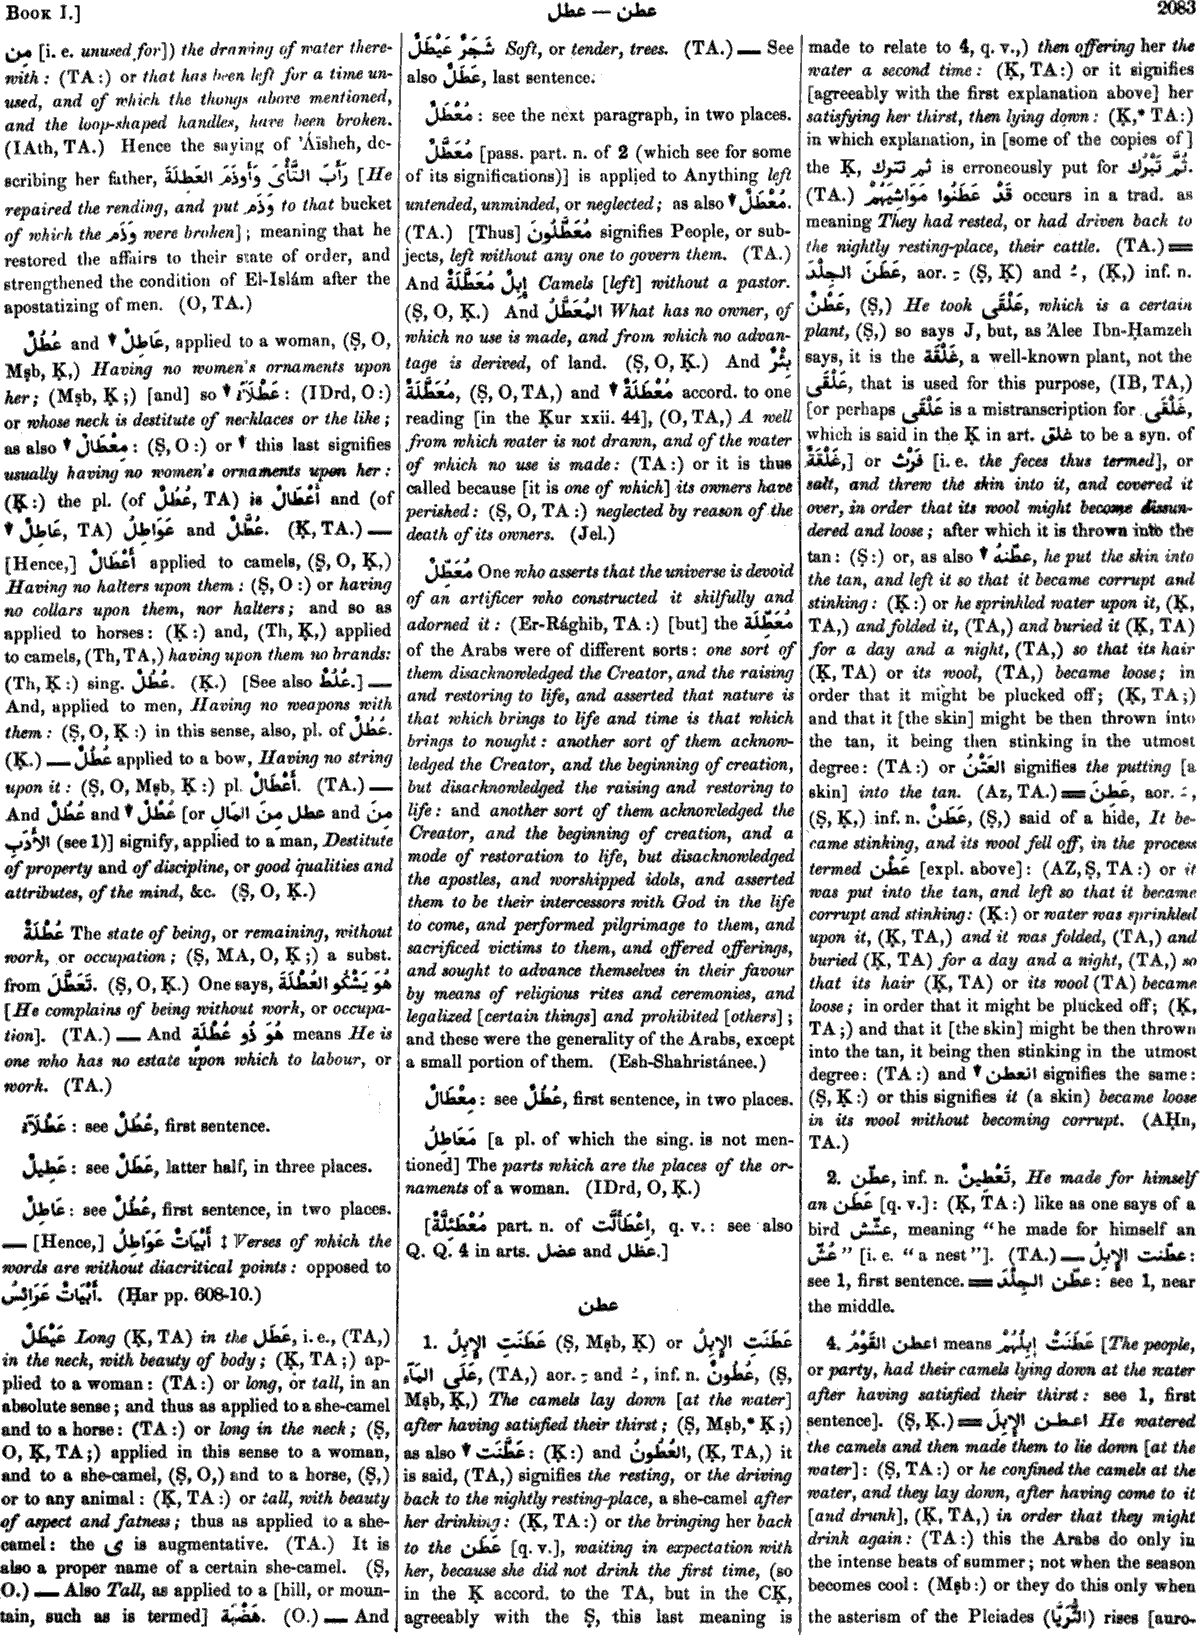 BOOK I.]
عطل — عطن
2083
مِن [i. e. unused for]) the drawing of water there-
with : (TA :) or that has been left for a time un-
used, and of which the thongs above mentioned,
and the loop-shaped handles, have been broken.
(IAth, TA.) Hence the saying of 'Áïsheh, de-
scribing her father, رَأَبَ الثَّأْىَ وَأَوْذَمَ العَطِلَةَ [He
repaired the rending, and put وَذَم to that bucket
of which the وَذَم were broken] ; meaning that he
restored the affairs to their state of order, and
strengthened the condition of El-Islám after the
apostatizing of men. (O, TA.)
عُطُلٌ and ▼ عَاطِلٌ, applied to a woman, (Ṣ, O,
Mṣb, Ḳ,) Having no women's ornaments upon
her ; (Mṣb, Ḳ ;) [and] so ▼ عَطْلَآءُ : (IDrd, O :)
or whose neck is destitute of necklaces or the like ;
as also ▼ مِعْطَالٌ : (Ṣ, O :) or ▼ this last signifies
usually having no women's ornaments upon her :
(Ḳ :) the pl. (of عُطُلٌ, TA) is أَعْطَالٌ and (of
▼ عَاطِلٌ, TA) عَوَاطِلُ and عُطَّلٌ. (Ḳ, TA.) —
[Hence,] أَعْطَالٌ applied to camels, (Ṣ, O, Ḳ,)
Having no halters upon them : (Ṣ, O :) or having
no collars upon them, nor halters ; and so as
applied to horses : (Ḳ :) and, (Th, Ḳ,) applied
to camels, (Th, TA,) having upon them no brands:
(Th, Ḳ :) sing. عُطُلٌ. (Ḳ.) [See also عُلُطٌ.] —
And, applied to men, Having no weapons with
them : (Ṣ, O, Ḳ :) in this sense, also, pl. of عُطُلٌ.
(Ḳ.) — عُطُلٌ applied to a bow, Having no string
upon it : (Ṣ, O, Mṣb, Ḳ :) pl. أَعْطَالٌ. (TA.) —
And عُطُلٌ and ▼ عُطْلٌ [or عطل مِنَ المَالِ and مِنَ
الأَدَبِ (see 1)] signify, applied to a man, Destitute
of property and of discipline, or good qualities and
attributes, of the mind, &c. (Ṣ, O, Ḳ.)
عُطْلَةٌ The state of being, or remaining, without
work, or occupation ; (Ṣ, MA, O, Ḳ ;) a subst.
from تَعَطَّلَ. (Ṣ, O, Ḳ.) One says, هُوَ يَشْكُو العُطْلَةَ
[He complains of being without work, or occupa-
tion]. (TA.) — And هُوَ ذُو عُطْلَةٍ means He is
one who has no estate upon which to labour, or
work. (TA.)
عَطْلَآءُ : see عُطُلٌ, first sentence.
عَطِيلٌ : see عَطَلٌ, latter half, in three places.
عَاطِلٌ : see عُطُلٌ, first sentence, in two places.
— [Hence,] أَبْيَاتٌ عَوَاطِلُ ‡ Verses of which the
words are without diacritical points : opposed to
أَبْيَاتٌ عَرَائِسُ. (Ḥar pp. 608-10.)
عَيْطَلٌ Long (Ḳ, TA) in the عَطَل, i. e., (TA,)
in the neck, with beauty of body ; (Ḳ, TA ;) ap-
plied to a woman : (TA :) or long, or tall, in an
absolute sense ; and thus as applied to a she-camel
and to a horse : (TA :) or long in the neck ; (Ṣ,
O, Ḳ, TA ;) applied in this sense to a woman,
and to a she-camel, (Ṣ, O,) and to a horse, (Ṣ,)
or to any animal : (Ḳ, TA :) or tall, with beauty
of aspect and fatness ; thus as applied to a she-
camel : the ى is augmentative. (TA.) It is
also a proper name of a certain she-camel. (Ṣ,
O.) — Also Tall, as applied to a [hill, or moun-
tain, such as is termed] هَضْبَة. (O.) — And
شَجَرٌ عَيْطَلٌ Soft, or tender, trees. (TA.) — See
also عَطَلٌ, last sentence.
مُعْطَلٌ : see the next paragraph, in two places.
مُعَطَّلٌ [pass. part. n. of 2 (which see for some
of its significations)] is applied to Anything left
untended, unminded, or neglected ; as also ▼ مُعْطَلٌ.
(TA.) [Thus] مُعَطَّلُونَ signifies People, or sub-
jects, left without any one to govern them. (TA.)
And إِبِلٌ مُعَطَّلَةٌ Camels [left] without a pastor.
(Ṣ, O, Ḳ.) And المُعَطَّلُ What has no owner, of
which no use is made, and from which no advan-
tage is derived, of land. (Ṣ, O, Ḳ.) And بِئْرٌ
مُعَطَّلَةٌ, (Ṣ, O, TA,) and ▼ مُعْطَلَةٌ accord. to one
reading [in the Ḳur xxii. 44], (O, TA,) A well
from which water is not drawn, and of the water
of which no use is made : (TA :) or it is thus
called because [it is one of which] its owners have
perished : (Ṣ, O, TA :) neglected by reason of the
death of its owners. (Jel.)
مُعَطِّلٌ One who asserts that the universe is devoid
of an artificer who constructed it skilfully and
adorned it : (Er-Rághib, TA :) [but] the مُعَطِّلَة
of the Arabs were of different sorts : one sort of
them disacknowledged the Creator, and the raising
and restoring to life, and asserted that nature is
that which brings to life and time is that which
brings to nought : another sort of them acknow-
ledged the Creator, and the beginning of creation,
but disacknowledged the raising and restoring to
life : and another sort of them acknowledged the
Creator, and the beginning of creation, and a
mode of restoration to life, but disacknowledged
the apostles, and worshipped idols, and asserted
them to be their intercessors with God in the life
to come, and performed pilgrimage to them, and
sacrificed victims to them, and offered offerings,
and sought to advance themselves in their favour
by means of religious rites and ceremonies, and
legalized [certain things] and prohibited [others] ;
and these were the generality of the Arabs, except
a small portion of them. (Esh-Shahristánee.)
مِعْطَالٌ : see عُطُلٌ, first sentence, in two places.
مَعَاطِلُ [a pl. of which the sing. is not men-
tioned] The parts which are the places of the or-
naments of a woman. (IDrd, O, Ḳ.)
[مُعْطَئِلَّةٌ part. n. of اِعْطَأَلَّت, q. v. : see also
Q. Q. 4 in arts. عضل and عظل.]
عطن
1. عَطَنَتِ الإِبِلُ (Ṣ, Mṣb, Ḳ) or عَطَنَتِ الإِبِلُ
عَلَى المَآءِ, (TA,) aor. ـِ and ـُ, inf. n. عُطُونٌ, (Ṣ,
Mṣb, Ḳ,) The camels lay down [at the water]
after having satisfied their thirst ; (Ṣ, Mṣb,* Ḳ ;)
as also ▼ عَطَّنَت : (Ḳ :) and العُطُونُ, (Ḳ, TA,) it
is said, (TA,) signifies the resting, or the driving
back to the nightly resting-place, a she-camel after
her drinking : (Ḳ, TA :) or the bringing her back
to the عَطَن [q. v.], waiting in expectation with
her, because she did not drink the first time, (so
in the Ḳ accord. to the TA, but in the CḲ,
agreeably with the Ṣ, this last meaning is
made to relate to 4, q. v.,) then offering her the
water a second time : (Ḳ, TA :) or it signifies
[agreeably with the first explanation above] her
satisfying her thirst, then lying down : (Ḳ,* TA :)
in which explanation, in [some of the copies of]
the Ḳ, ثم تترك is erroneously put for ثُمَّ تَبْرُك.
(TA.) قَدْ عَطَنُوا مَوَاشِيَهُمْ occurs in a trad. as
meaning They had rested, or had driven back to
the nightly resting-place, their cattle. (TA.) ═
عَطَنَ الجِلْدَ, aor. ـِ (Ṣ, Ḳ) and ـُ, (Ḳ,) inf. n.
عَطْنٌ, (Ṣ,) He took عَلْقَى, which is a certain
plant, (Ṣ,) so says J, but, as 'Alee Ibn-Ḥamzeh
says, it is the غَلْقَة, a well-known plant, not the
عَلْقَى, that is used for this purpose, (IB, TA,)
[or perhaps عَلْقَى is a mistranscription for غَلْقَى,
which is said in the Ḳ in art. غلق to be a syn. of
غَلْقَةٌ,] or فَرْث [i. e. the feces thus termed], or
salt, and threw the skin into it, and covered it
over, in order that its wool might become dissun-
dered and loose ; after which it is thrown into the
tan : (Ṣ :) or, as also ▼ عطّنهُ, he put the skin into
the tan, and left it so that it became corrupt and
stinking : (Ḳ :) or he sprinkled water upon it, (Ḳ,
TA,) and folded it, (TA,) and buried it (Ḳ, TA)
for a day and a night, (TA,) so that its hair
(Ḳ, TA) or its wool, (TA,) became loose ; in
order that it might be plucked off ; (Ḳ, TA ;)
and that it [the skin] might be then thrown into
the tan, it being then stinking in the utmost
degree : (TA :) or العَتْنُ signifies the putting [a
skin] into the tan. (Az, TA.) ═ عَطِنَ, aor. ـَ,
(Ṣ, Ḳ,) inf. n. عَطَنٌ, (Ṣ,) said of a hide, It be-
came stinking, and its wool fell off, in the process
termed عَطْن [expl. above] : (AZ, Ṣ, TA :) or it
was put into the tan, and left so that it became
corrupt and stinking : (Ḳ :) or water was sprinkled
upon it, (Ḳ, TA,) and it was folded, (TA,) and
buried (Ḳ, TA) for a day and a night, (TA,) so
that its hair (Ḳ, TA) or its wool (TA) became
loose ; in order that it might be plucked off ; (Ḳ,
TA ;) and that it [the skin] might be then thrown
into the tan, it being then stinking in the utmost
degree : (TA :) and ▼ انعطن signifies the same :
(Ṣ, Ḳ :) or this signifies it (a skin) became loose
in its wool without becoming corrupt. (AḤn,
TA.)
2. عطّن, inf. n. تَعْطِينٌ, He made for himself
an عَطَن [q. v.] : (Ḳ, TA :) like as one says of a
bird عشّش, meaning "he made for himself an
عُشّ" [i. e. "a nest"]. (TA.) — عطّنت الإِبِلُ :
see 1, first sentence. ═ عطّن الجِلْدَ : see 1, near
the middle.
4. اعطن القَوْمُ means عَطَنَتْ إِبِلُهُمْ [The people,
or party, had their camels lying down at the water
after having satisfied their thirst : see 1, first
sentence]. (Ṣ, Ḳ.) ═ اعطن الإِبِلَ He watered
the camels and then made them to lie down [at the
water] : (Ṣ, TA :) or he confined the camels at the
water, and they lay down, after having come to it
[and drunk], (Ḳ, TA,) in order that they might
drink again : (TA :) this the Arabs do only in
the intense heats of summer ; not when the season
becomes cool : (Mṣb :) or they do this only when
the asterism of the Pleiades (الثُّرَيَّا) rises [auro-